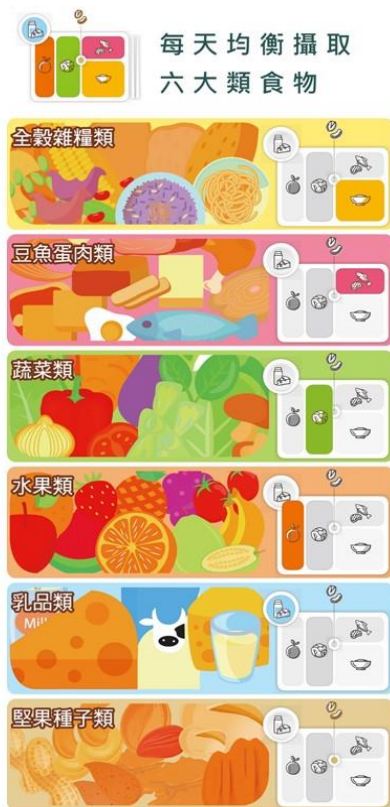 每天均衡攝取
六大類食物
全穀雜糧類
豆魚蛋肉類
蔬菜類
水果類
乳品類
Mil
堅果種子類